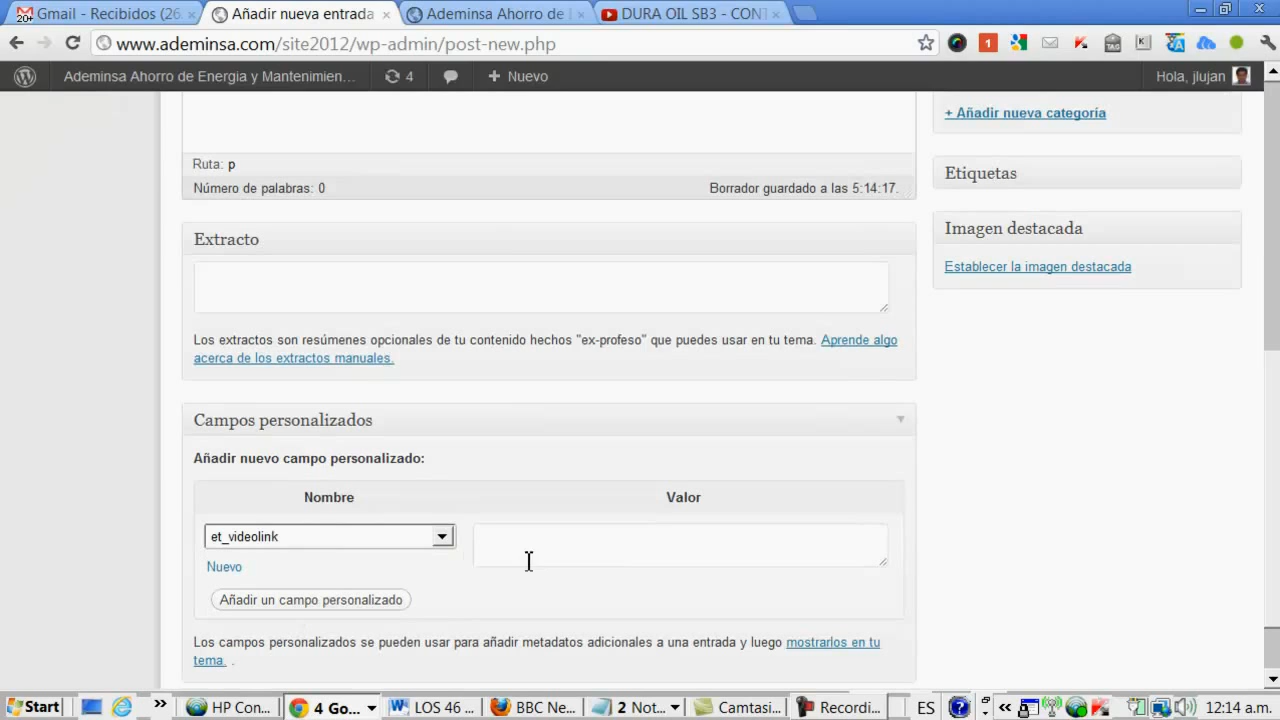 Gmail - Recibidos (26
Añadir nueva entrada
Ademinsa Ahorro de
DURA OIL SB3 - CONT
20+
www.ademinsa.com/site2012/wp-admin/post-new.php
1
TAG
K
Ademinsa Ahorro de Energia y Mantenimien...
4
Nuevo
Hola, jlujan
+ Añadir nueva categoría
Ruta: p
Número de palabras: 0
Borrador guardado a las 5:14:17.
Etiquetas
Extracto
Imagen destacada
Establecer la imagen destacada
Los extractos son resúmenes opcionales de tu contenido hechos "ex-profeso" que puedes usar en tu tema. Aprende algo
acerca de los extractos manuales.
Campos personalizados
Añadir nuevo campo personalizado:
Nombre
Valor
et_videolink
Nuevo
Añadir un campo personalizado
Los campos personalizados se pueden usar para añadir metadatos adicionales a una entrada y luego mostrarlos en tu
tema. .
Start
HP Con...
4 Go...
LOS 46 ...
BBC Ne...
2 Not...
Camtasi...
Recordi...
ES
12:14 a.m.